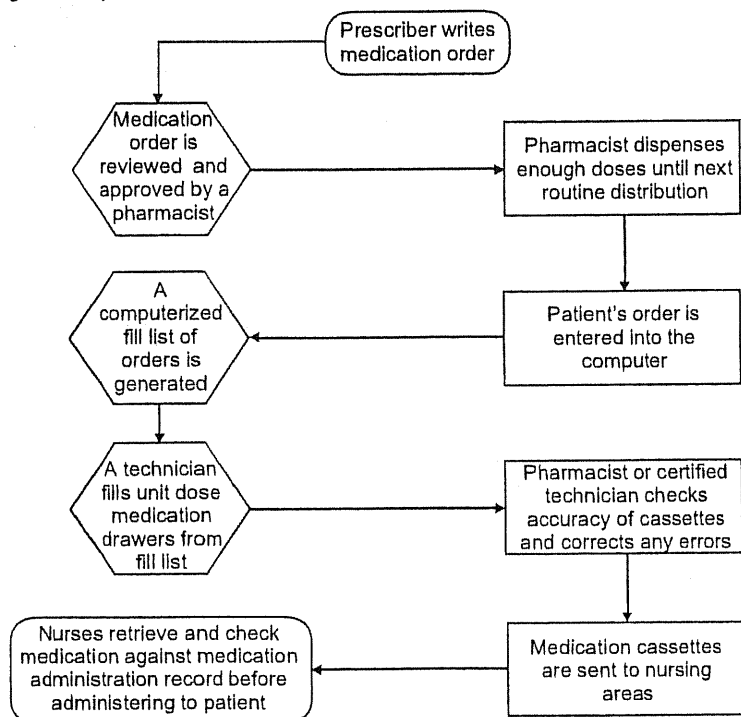 Prescriber writes
medication order
Medication
order is
reviewed and
approved by a
pharmacist
Pharmacist dispenses
enough doses until next
routine distribution
Patient's order is
entered into the
computer
A
computerized
fill list of
orders is
generated
A technician
fills unit dose
medication
drawers from
fill list
Pharmacist or certified
technician checks
accuracy of cassettes
and corrects any errors
Medication cassettes
are sent to nursing
areas
Nurses retrieve and check
medication against medication
administration record before
administering to patient